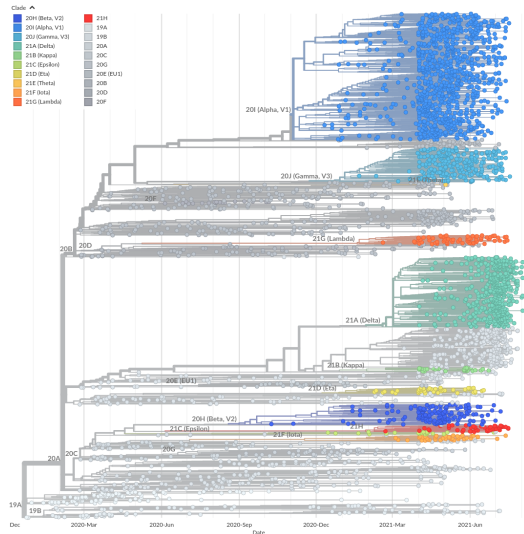 Clade
20H (Beta, V2)
20I (Alpha, V1)
20J (Gamma, V3)
21A (Delta)
21B (Kappa)
21C (Epsilon)
21D (Eta)
21E (Theta)
21F (Iota)
21G (Lambda)
21H
19A
19B
20A
20C
20G
20E (EU1)
20B
20D
20F
20I (Alpha, V1)
20J (Gamma, V3)
20F
21G (Lambda)
20B
20D
21A (Delta)
21B (Kappa)
20E (EU1)
21D (Eta)
20H (Beta, V2)
21C (Epsilon)
21H
21F (Iota)
20G
20C
20A
19A
19B
Dec
2020-Mar
2020-Jun
2020-Sep
2020-Dec
2021-Mar
2021-Jun
Date